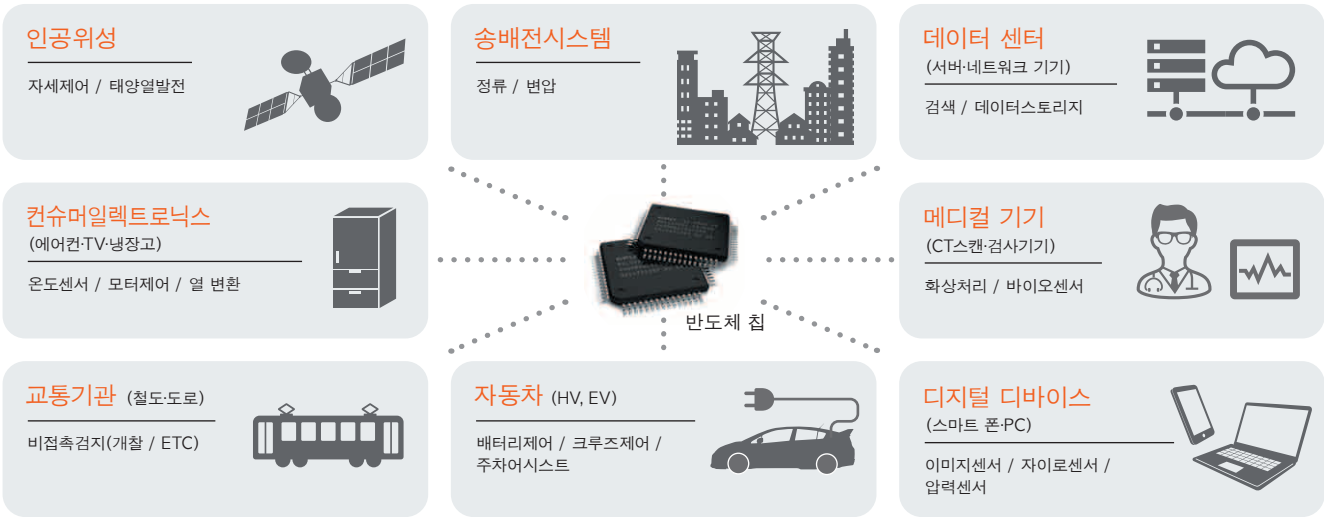 인공위성
자세제어 / 태양열발전
송배전시스템
정류 / 변압
데이터 센터
(서버·네트워크 기기)
검색 / 데이터스토리지
컨슈머일렉트로닉스
(에어컨·TV·냉장고)
온도센서 / 모터제어 / 열 변환
반도체 칩
메디컬 기기
(CT스캔·검사기기)
화상처리 / 바이오센서
교통기관 (철도·도로)
비접촉검지(개찰 / ETC)
자동차 (HV, EV)
배터리제어 / 크루즈제어 /
주차어시스트
디지털 디바이스
(스마트 폰·PC)
이미지센서 / 자이로센서 /
압력센서